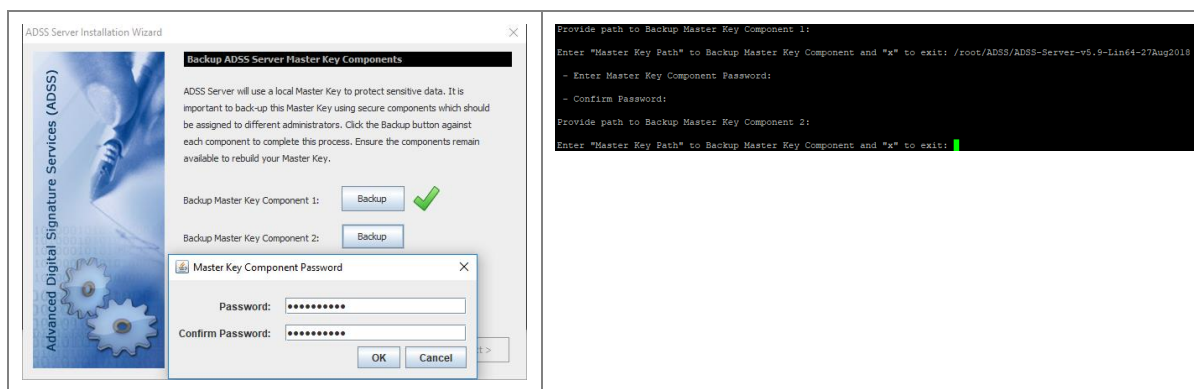 ADSS Server Installation Wizard
Advanced Digital Signature Services (ADSS)
Backup ADSS Server Master Key Components
ADSS Server will use a local Master Key to protect sensitive data. It is
important to back-up this Master Key using secure components which should
be assigned to different administrators. Click the Backup button against
each component to complete this process. Ensure the components remain
available to rebuild your Master Key.
Backup Master Key Component 1: Backup
Backup Master Key Component 2: Backup
Master Key Component Password
Password: ••••••••••
Confirm Password: ••••••••••
OK Cancel
Provide path to Backup Master Key Component 1:
Enter "Master Key Path" to Backup Master Key Component and "x" to exit: /root/ADSS/ADSS-Server-v5.9-Lin64-27Aug2018
- Enter Master Key Component Password:
- Confirm Password:
Provide path to Backup Master Key Component 2:
Enter "Master Key Path" to Backup Master Key Component and "x" to exit: